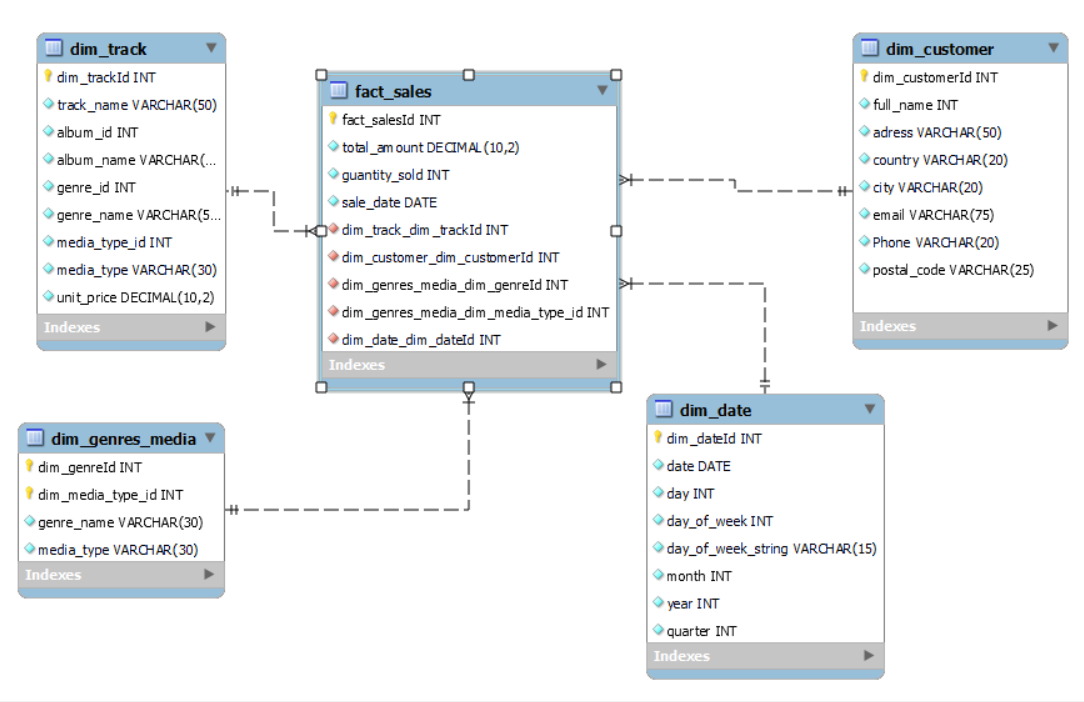 dim_track
dim_trackId INT
track_name VARCHAR(50)
album_id INT
album_name VARCHAR(...
genre_id INT
genre_name VARCHAR(5...
media_type_id INT
media_type VARCHAR(30)
unit_price DECIMAL(10,2)
Indexes
fact_sales
fact_salesId INT
total_amount DECIMAL(10,2)
quantity_sold INT
sale_date DATE
dim_track_dim_trackId INT
dim_customer_dim_customerId INT
dim_genres_media_dim_genreId INT
dim_genres_media_dim_media_type_id INT
dim_date_dim_dateId INT
Indexes
dim_customer
dim_customerId INT
full_name INT
adress VARCHAR(50)
country VARCHAR(20)
city VARCHAR(20)
email VARCHAR(75)
Phone VARCHAR(20)
postal_code VARCHAR(25)
Indexes
dim_genres_media
dim_genreId INT
dim_media_type_id INT
genre_name VARCHAR(30)
media_type VARCHAR(30)
Indexes
dim_date
dim_dateId INT
date DATE
day INT
day_of_week INT
day_of_week_string VARCHAR(15)
month INT
year INT
quarter INT
Indexes